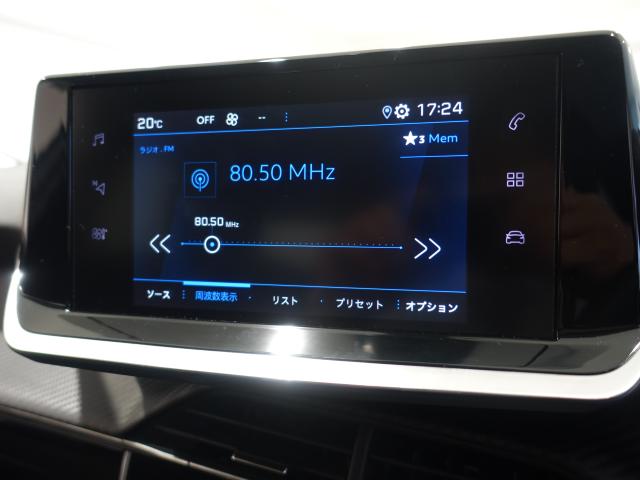 20°C OFF -- 17:24
ラジオ . FM
★3 Mem
80.50 MHz
80.50 MHz
ソース 周波数表示 リスト プリセット オプション